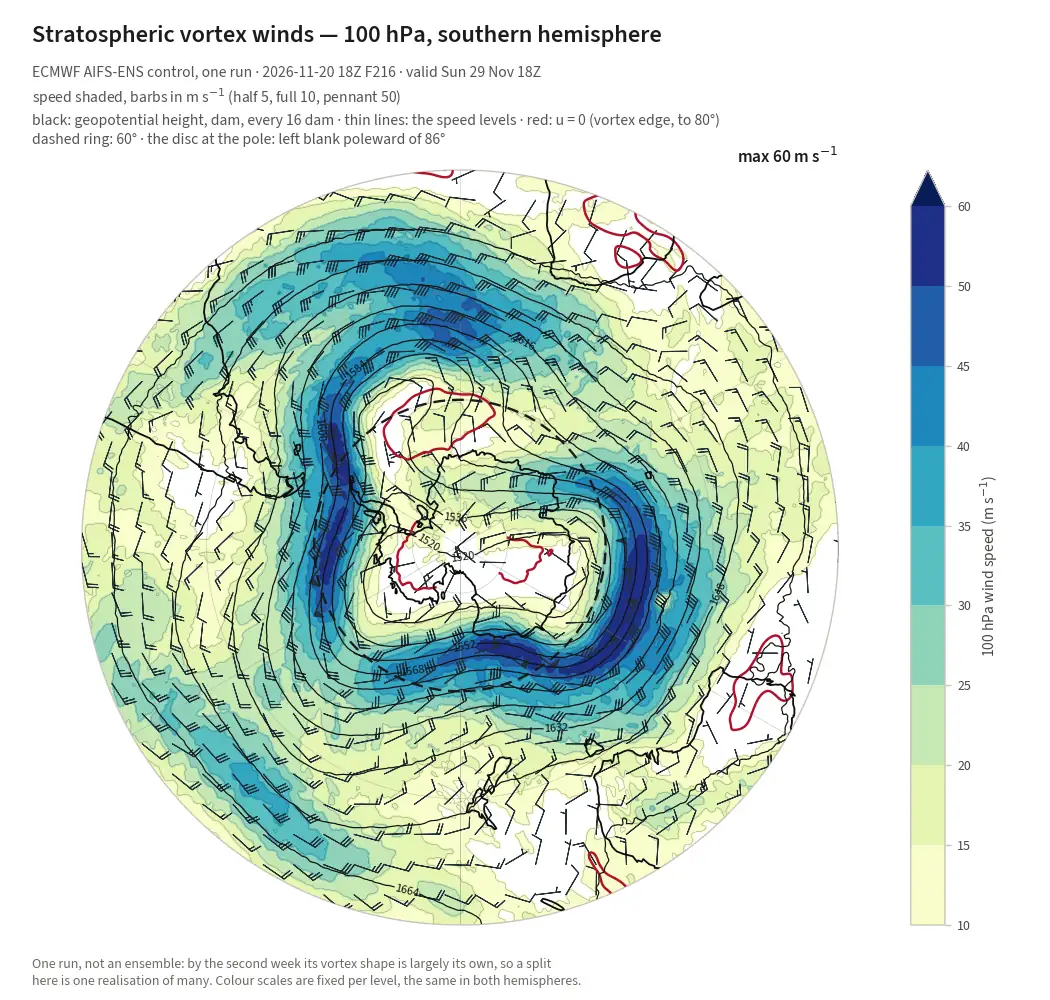 Stratospheric vortex winds — 100 hPa, southern hemisphere
ECMWF AIFS-ENS control, one run · 2026-11-20 18Z F216 · valid Sun 29 Nov 18Z
speed shaded, barbs in m s⁻¹ (half 5, full 10, pennant 50)
black: geopotential height, dam, every 16 dam · thin lines: the speed levels · red: u = 0 (vortex edge, to 80°)
dashed ring: 60° · the disc at the pole: left blank poleward of 86°
max 60 m s⁻¹
60
50
45
40
35
30
25
20
15
10
100 hPa wind speed (m s⁻¹)
1616
1584
1600
1536
1520
1520
1552
1568
1632
1648
1664
One run, not an ensemble: by the second week its vortex shape is largely its own, so a split
here is one realisation of many. Colour scales are fixed per level, the same in both hemispheres.